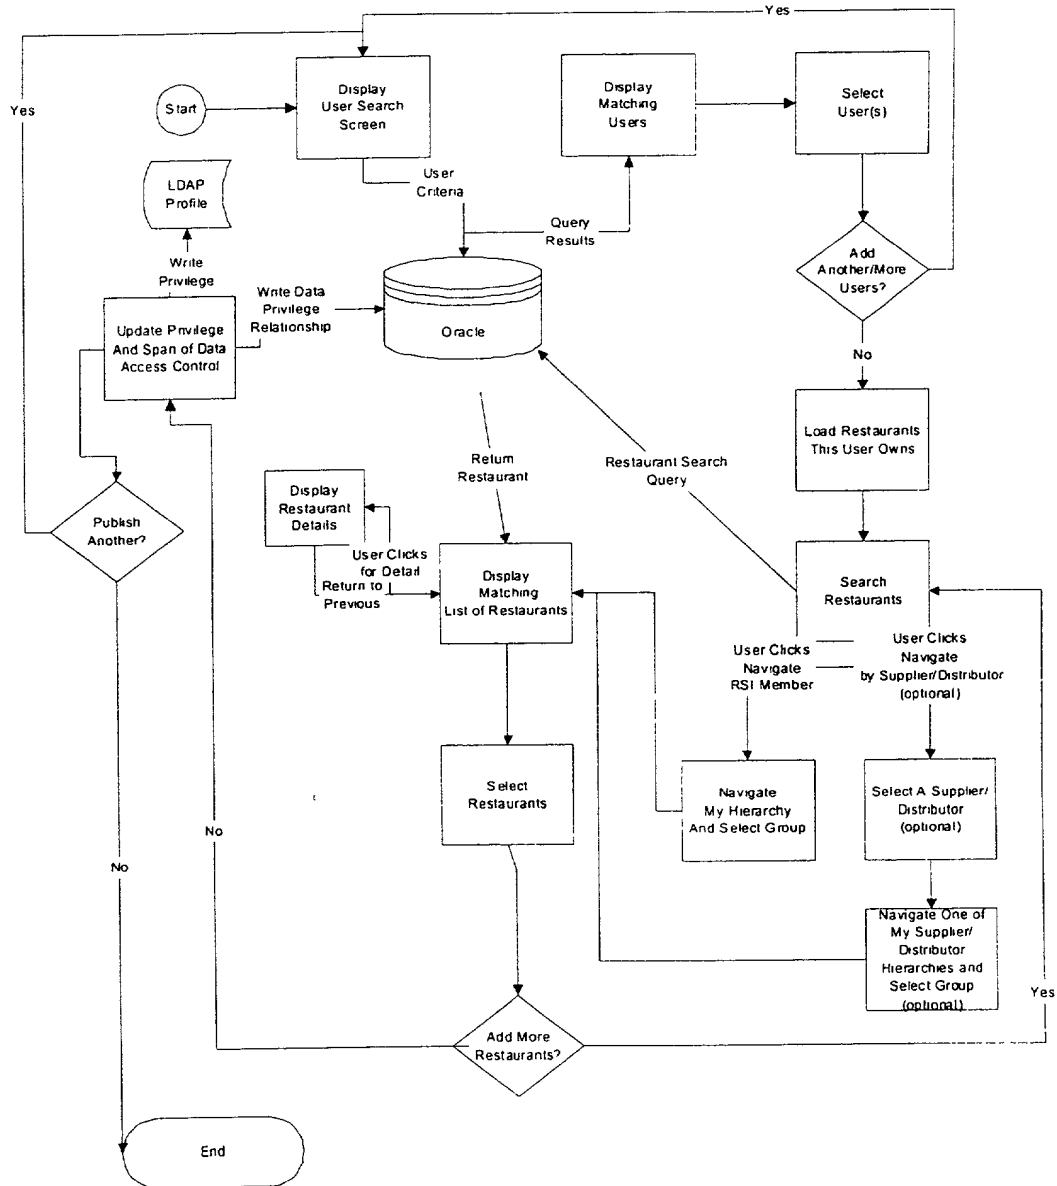 Yes
Yes
Start
Display
User Search
Screen
Display
Matching
Users
Select
User(s)
LDAP
Profile
User
Criteria
Query
Results
Add
Another/More
Users?
Write
Privilege
Write Data
Privilege
Relationship
Update Privilege
And Span of Data
Access Control
Oracle
No
Load Restaurants
This User Owns
Return
Restaurant
Restaurant Search
Query
Display
Restaurant
Details
Publish
Another?
User Clicks
for Detail
Return to
Previous
Display
Matching
List of Restaurants
Search
Restaurants
User Clicks
Navigate
RSI Member
User Clicks
Navigate
by Supplier/Distributor
(optional)
Select
Restaurants
Navigate
My Hierarchy
And Select Group
Select A Supplier/
Distributor
(optional)
No
No
Navigate One of
My Supplier/
Distributor
Hierarchies and
Select Group
(optional)
Yes
Add More
Restaurants?
End